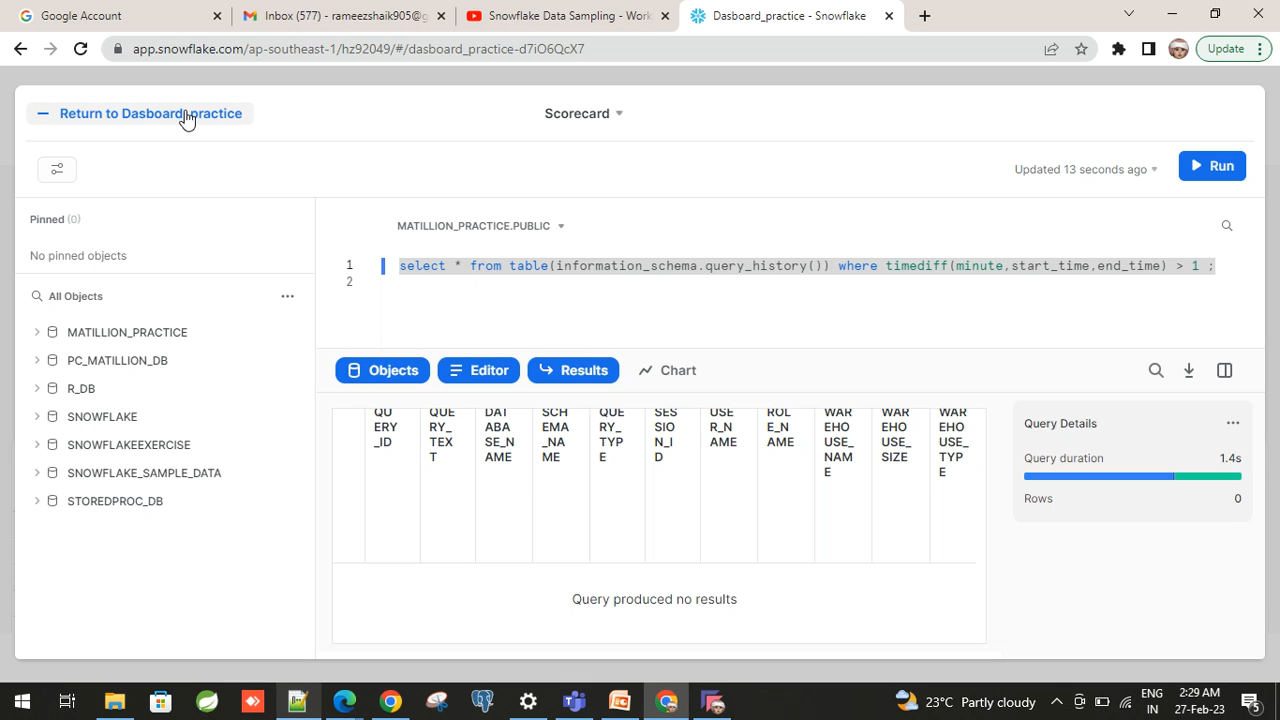 Google Account
Inbox (577) - rameezshaik905@g
Snowflake Data Sampling - Work
Dasboard_practice - Snowflake
app.snowflake.com/ap-southeast-1/hz92049/#/dasboard_practice-d7iO6QcX7
Update
Return to Dasboard_practice
Scorecard
Updated 13 seconds ago
Run
Pinned (0)
No pinned objects
All Objects
MATILLION_PRACTICE
PC_MATILLION_DB
R_DB
SNOWFLAKE
SNOWFLAKEEXERCISE
SNOWFLAKE_SAMPLE_DATA
STOREDPROC_DB
MATILLION_PRACTICE.PUBLIC
1 select * from table(information_schema.query_history()) where timediff(minute,start_time,end_time) > 1 ;
2
Objects
Editor
Results
Chart
QU QUE DAT SCH QUE SES USE ROL WAR WAR WAR
ERY RY_ ABA EMA RY_ SIO R_N E_N EHO EHO EHO
_ID TEX SE_N _NA TYP N_I AME AME USE_ USE_ USE_
T AME ME E D NAM SIZE TYP
E E
Query produced no results
Query Details
Query duration 1.4s
Rows 0
23°C Partly cloudy
ENG
IN
2:29 AM
27-Feb-23
5